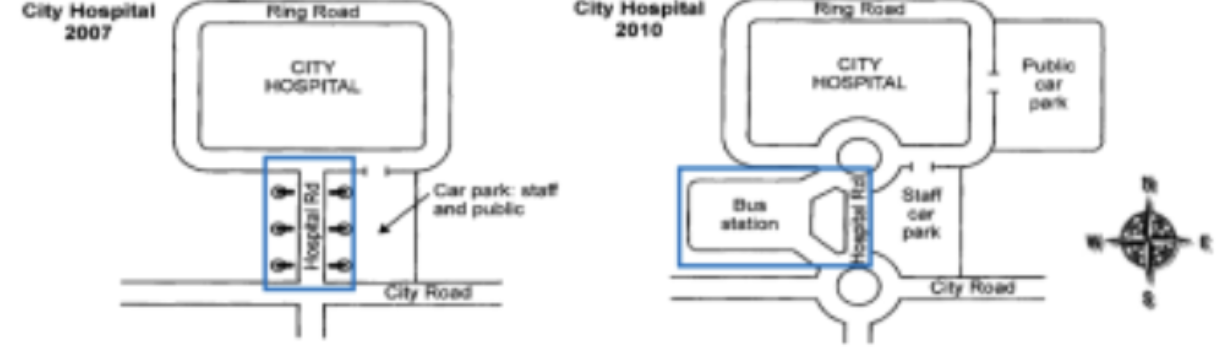 City Hospital
2007
Ring Road
CITY
HOSPITAL
Hospital Rd
Car park: staff
and public
City Road
City Hospital
2010
Ring Road
CITY
HOSPITAL
Public
car
park
Bus
station
Hospital Rd
Staff
car
park
City Road
N
W
E
S